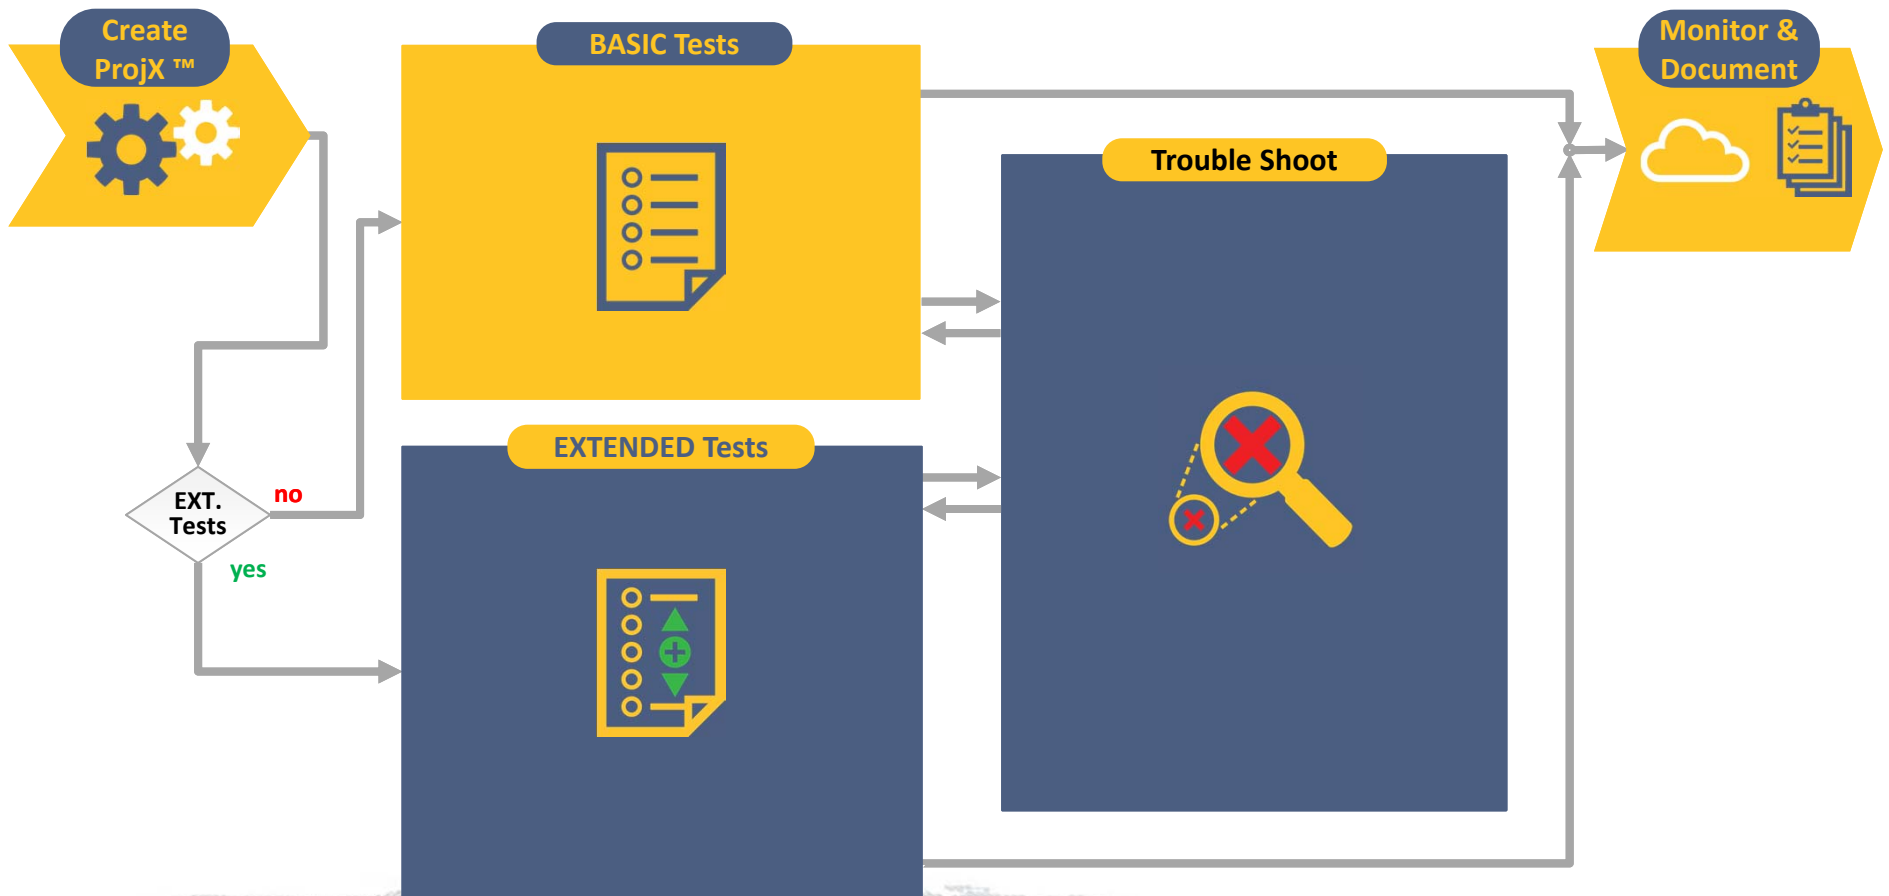 Create
ProjX ™
BASIC Tests
Monitor &
Document
Trouble Shoot
EXTENDED Tests
EXT.
Tests
no
yes